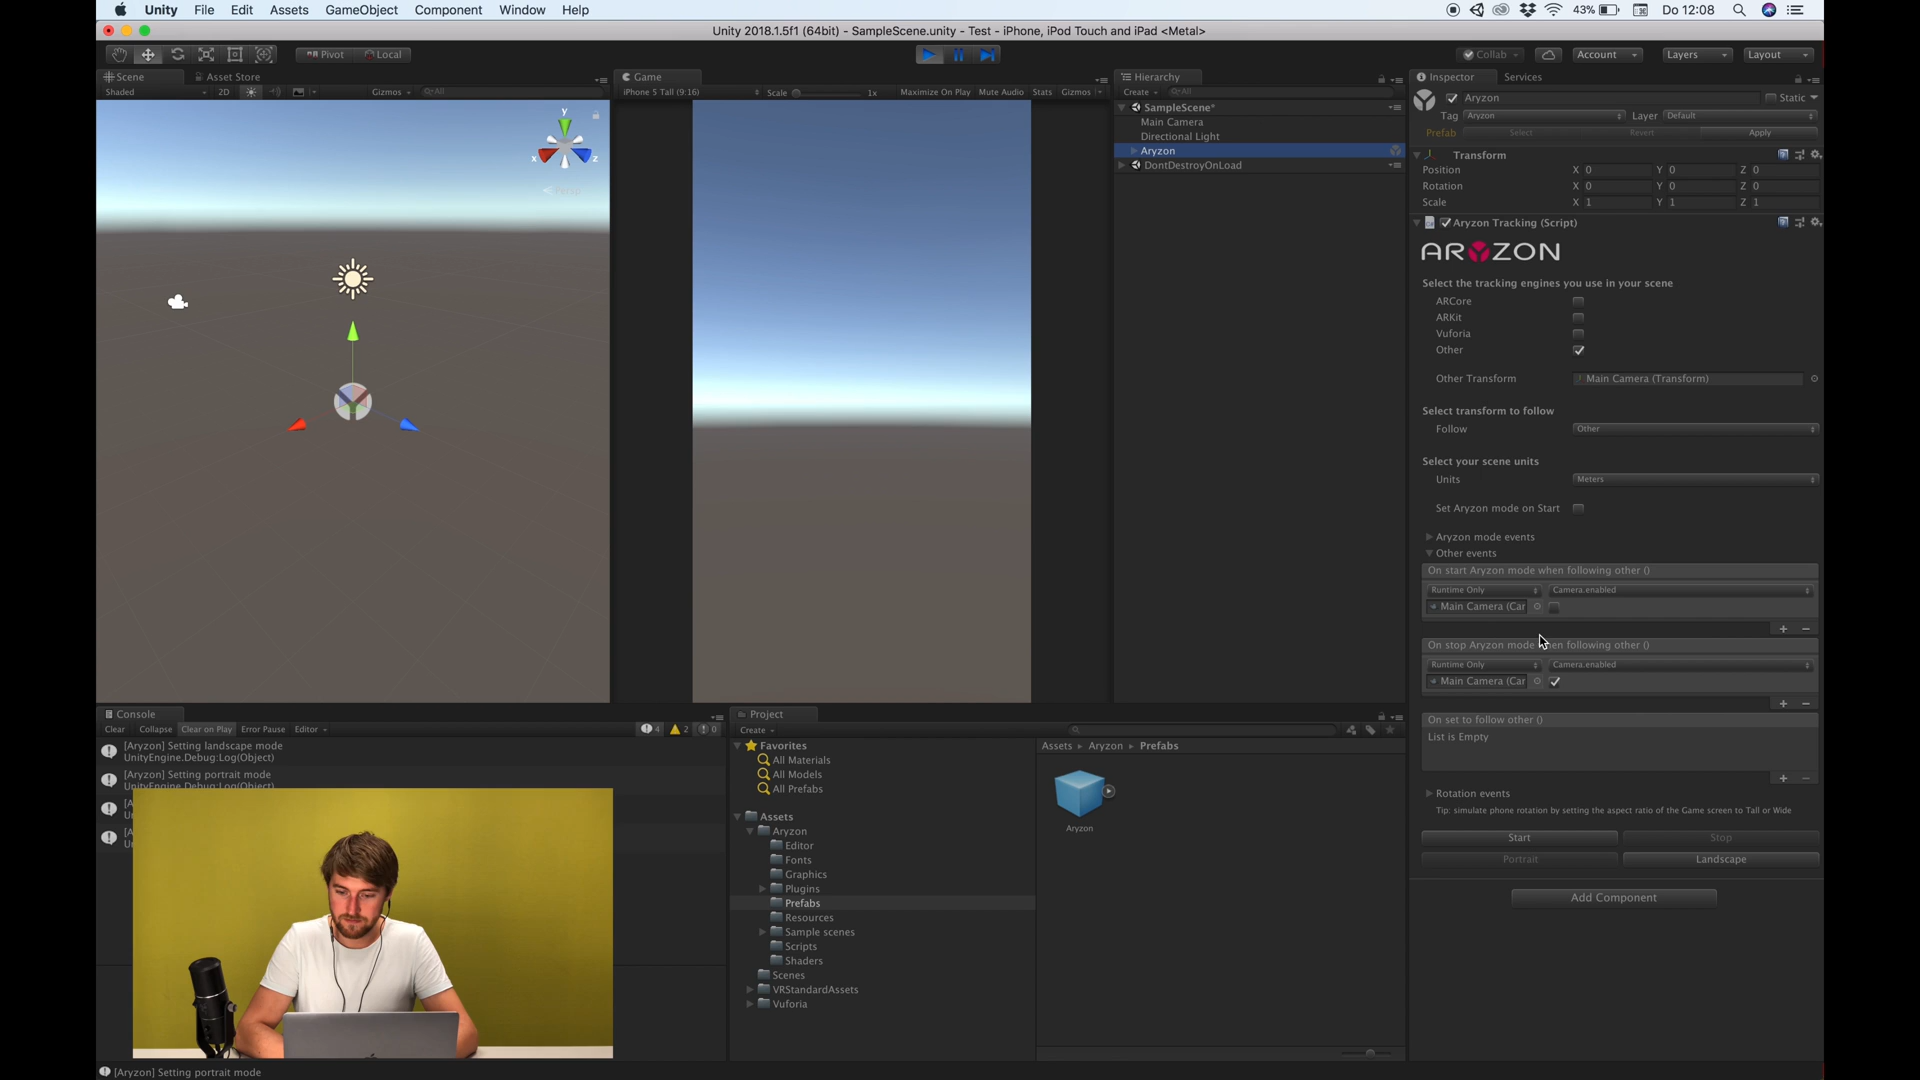 Unity File Edit Assets GameObject Component Window Help 43% Do 12:08
Unity 2018.1.5f1 (64bit) - SampleScene.unity - Test - iPhone, iPod Touch and iPad <Metal>
Pivot Local Collab Account Layers Layout
Scene Asset Store
Shaded 2D Gizmos All
y
x
z
Persp
Game
iPhone 5 Tall (9:16) Scale 1x Maximize On Play Mute Audio Stats Gizmos
Hierarchy
Create All
SampleScene*
Main Camera
Directional Light
Aryzon
DontDestroyOnLoad
Inspector Services
Aryzon Static
Tag Aryzon Layer Default
Prefab Select Revert Apply
Transform
Position X 0 Y 0 Z 0
Rotation X 0 Y 0 Z 0
Scale X 1 Y 1 Z 1
Aryzon Tracking (Script)
ARYZON
Select the tracking engines you use in your scene
ARCore
ARKit
Vuforia
Other
Other Transform Main Camera (Transform)
Select transform to follow
Follow Other
Select your scene units
Units Meters
Set Aryzon mode on Start
Aryzon mode events
Other events
On start Aryzon mode when following other ()
Runtime Only Camera.enabled
Main Camera (Car
On stop Aryzon mode when following other ()
Runtime Only Camera.enabled
Main Camera (Car
On set to follow other ()
List is Empty
Rotation events
Tip: simulate phone rotation by setting the aspect ratio of the Game screen to Tall or Wide
Start Stop
Portrait Landscape
Add Component
Console
Clear Collapse Clear on Play Error Pause Editor 4 2 0
[Aryzon] Setting landscape mode
UnityEngine.Debug:Log(Object)
[Aryzon] Setting portrait mode
UnityEngine.Debug:Log(Object)
[A
Un
[A
Un
Project
Create
Favorites
All Materials
All Models
All Prefabs
Assets
Aryzon
Editor
Fonts
Graphics
Plugins
Prefabs
Resources
Sample scenes
Scripts
Shaders
Scenes
VRStandardAssets
Vuforia
Assets Aryzon Prefabs
Aryzon
[Aryzon] Setting portrait mode